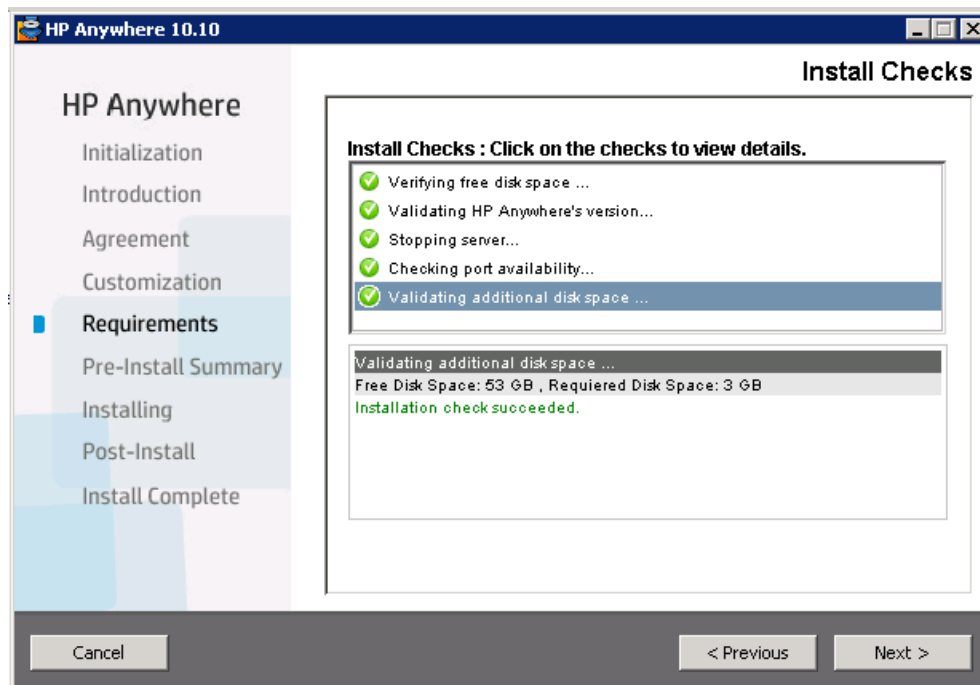 HP Anywhere 10.10
Install Checks
HP Anywhere
Initialization
Introduction
Agreement
Customization
Requirements
Pre-Install Summary
Installing
Post-Install
Install Complete
Install Checks : Click on the checks to view details.
Verifying free disk space ...
Validating HP Anywhere's version...
Stopping server...
Checking port availability...
Validating additional disk space ...
Validating additional disk space ...
Free Disk Space: 53 GB , Requiered Disk Space: 3 GB
Installation check succeeded.
Cancel
< Previous
Next >